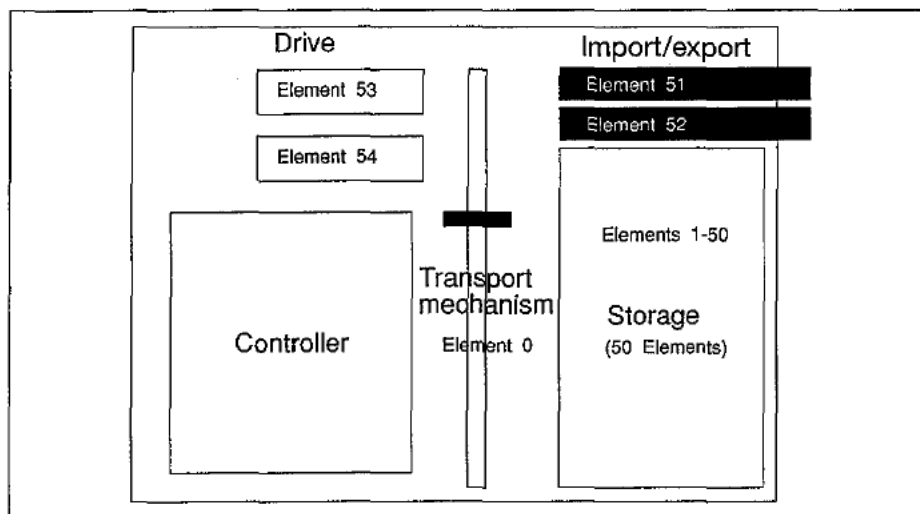 Drive
Element 53
Element 54
Controller
Transport
mechanism
Element 0
Import/export
Element 51
Element 52
Elements 1-50
Storage
(50 Elements)